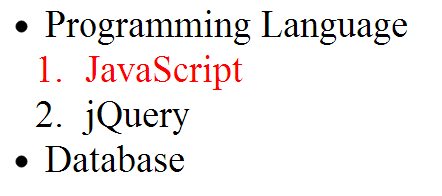 • Programming Language
1. JavaScript
2. jQuery
• Database